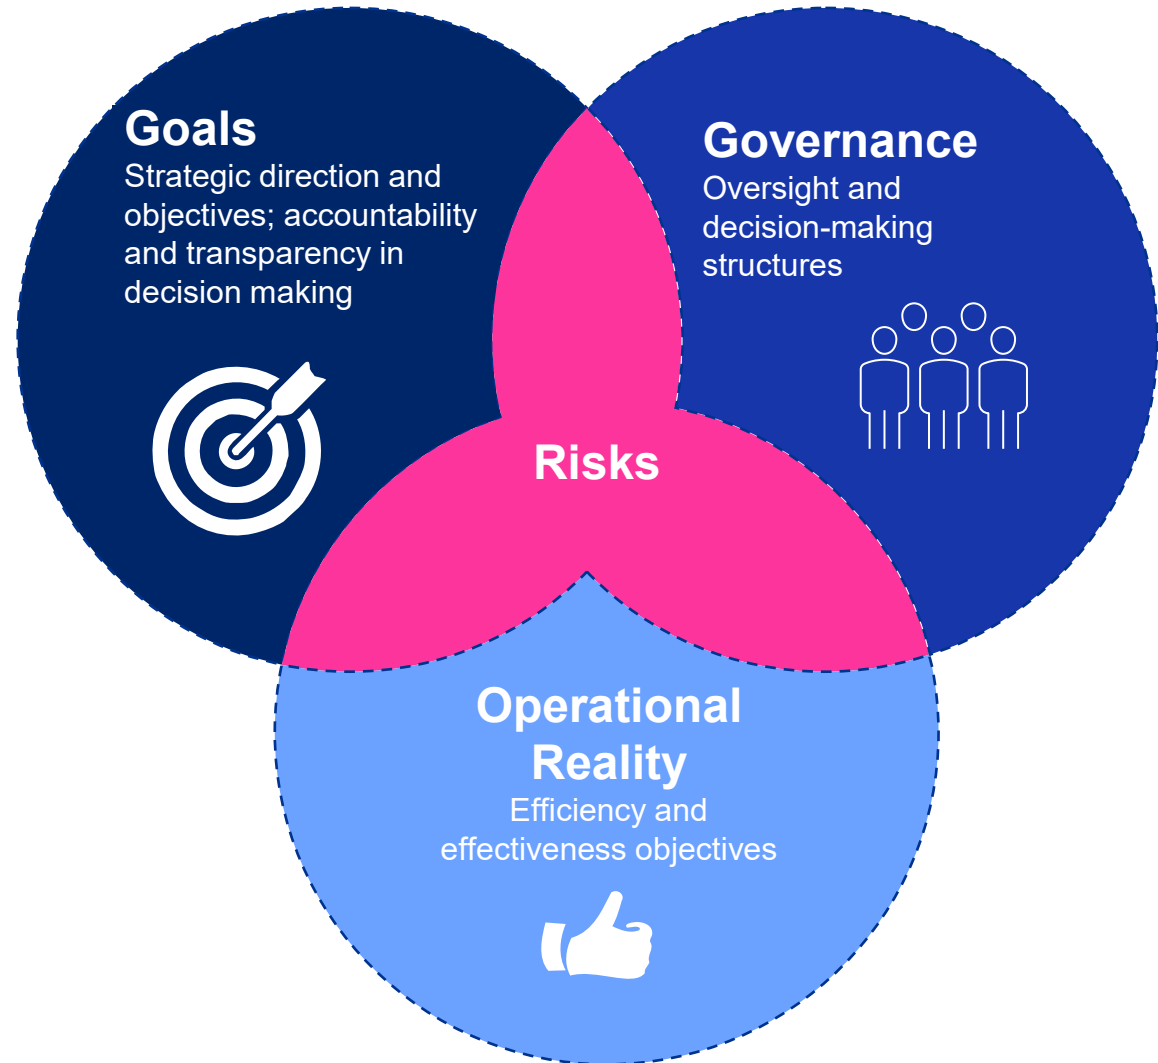 Goals
Strategic direction and
objectives; accountability
and transparency in
decision making
Governance
Oversight and
decision-making
structures
Risks
Operational
Reality
Efficiency and
effectiveness objectives